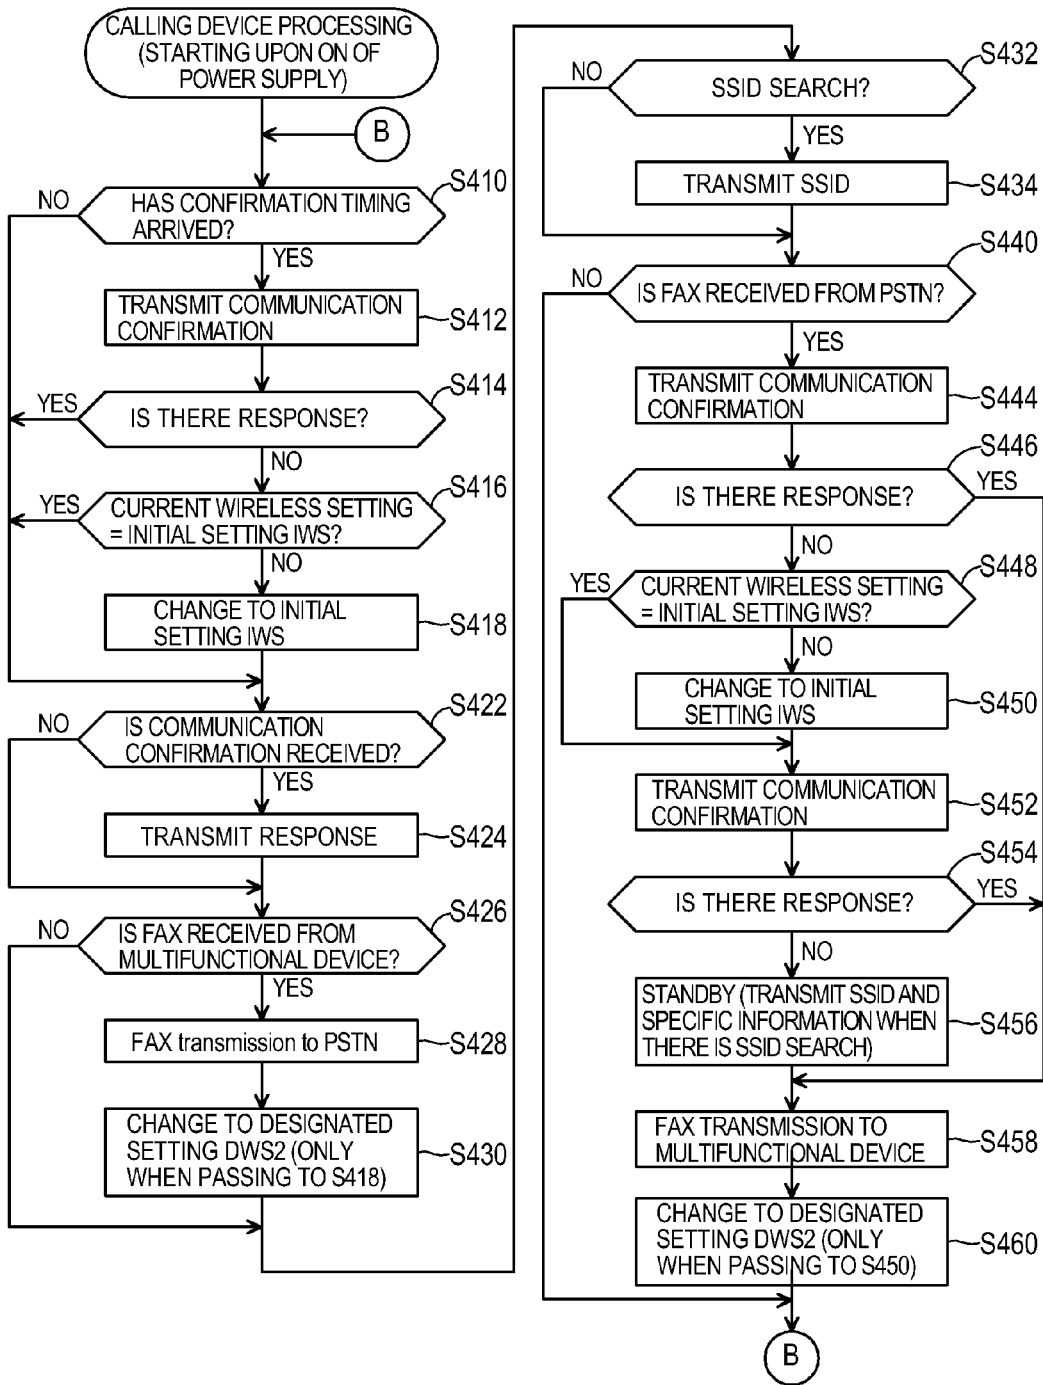 CALLING DEVICE PROCESSING
(STARTING UPON ON OF
POWER SUPPLY)
B
S410
NO
HAS CONFIRMATION TIMING
ARRIVED?
YES
TRANSMIT COMMUNICATION
CONFIRMATION
S412
S414
YES
IS THERE RESPONSE?
NO
S416
YES
CURRENT WIRELESS SETTING
= INITIAL SETTING IWS?
NO
CHANGE TO INITIAL
SETTING IWS
S418
S422
NO
IS COMMUNICATION
CONFIRMATION RECEIVED?
YES
TRANSMIT RESPONSE
S424
S426
NO
IS FAX RECEIVED FROM
MULTIFUNCTIONAL DEVICE?
YES
FAX transmission to PSTN
S428
CHANGE TO DESIGNATED
SETTING DWS2 (ONLY
WHEN PASSING TO S418)
S430
S432
NO
SSID SEARCH?
YES
TRANSMIT SSID
S434
S440
NO
IS FAX RECEIVED FROM PSTN?
YES
TRANSMIT COMMUNICATION
CONFIRMATION
S444
S446
IS THERE RESPONSE?
YES
NO
S448
YES
CURRENT WIRELESS SETTING
= INITIAL SETTING IWS?
NO
CHANGE TO INITIAL
SETTING IWS
S450
TRANSMIT COMMUNICATION
CONFIRMATION
S452
S454
IS THERE RESPONSE?
YES
NO
STANDBY (TRANSMIT SSID AND
SPECIFIC INFORMATION WHEN
THERE IS SSID SEARCH)
S456
FAX TRANSMISSION TO
MULTIFUNCTIONAL DEVICE
S458
CHANGE TO DESIGNATED
SETTING DWS2 (ONLY
WHEN PASSING TO S450)
S460
B